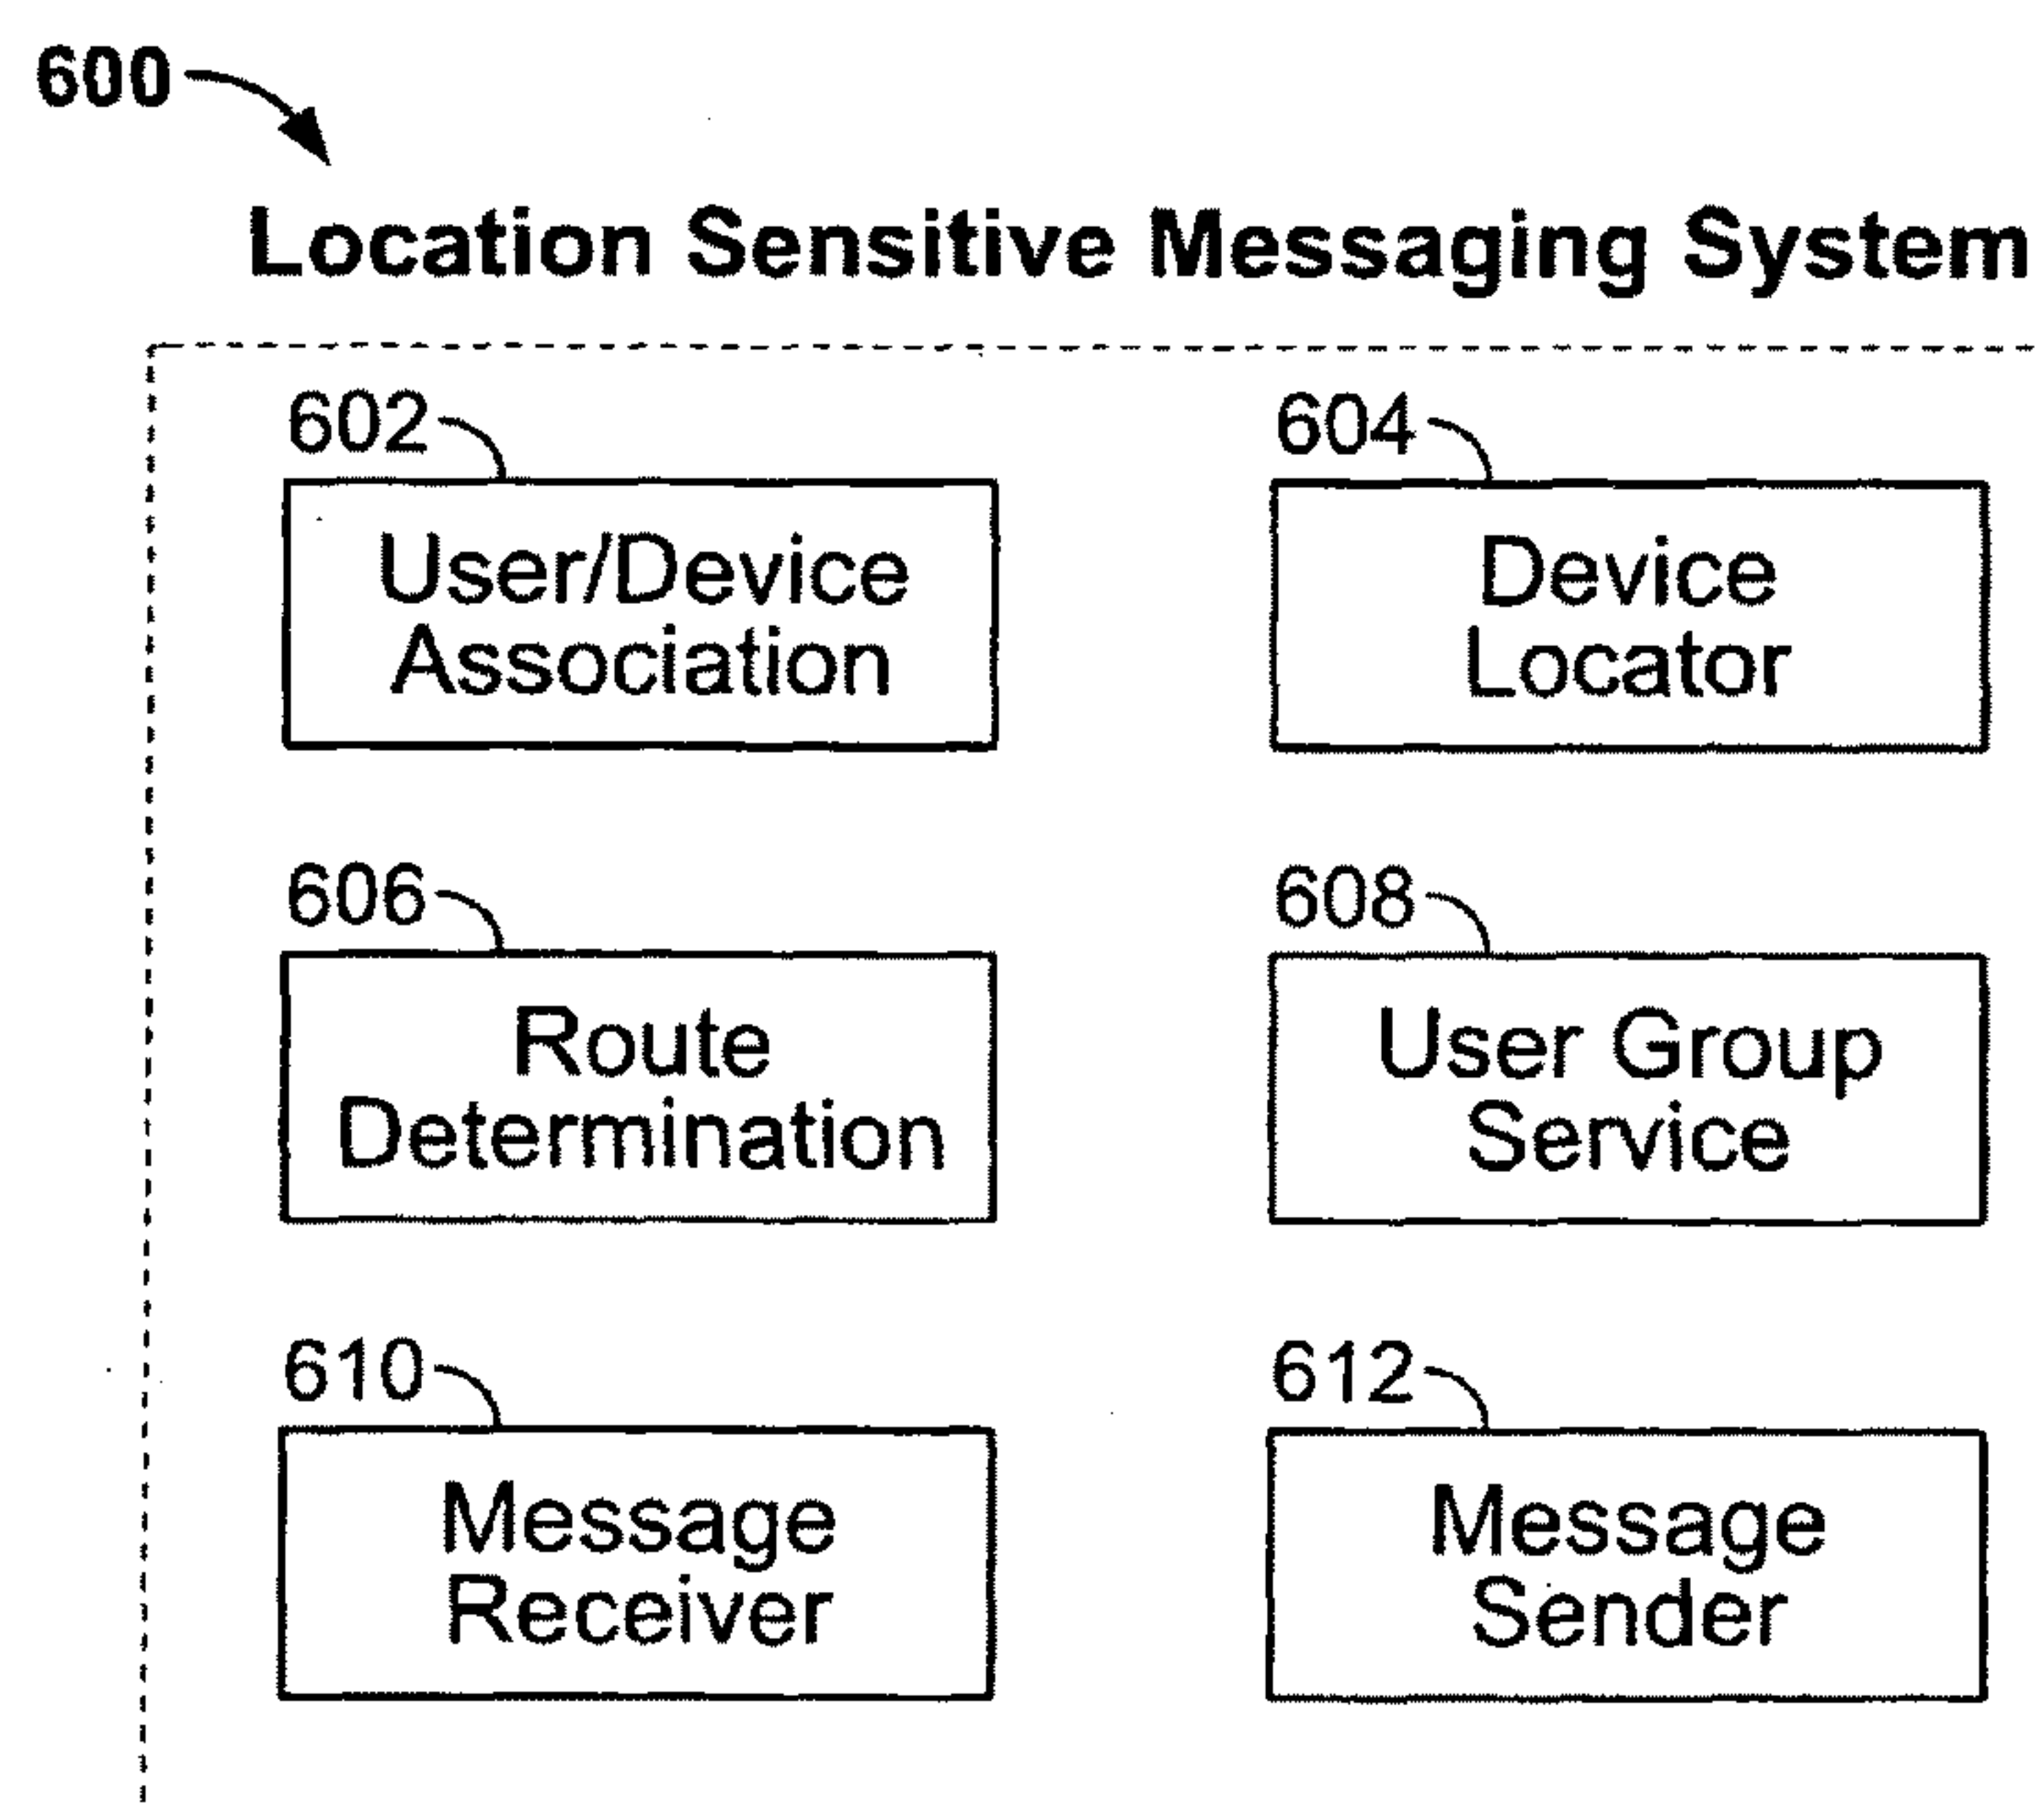 600
Location Sensitive Messaging System
602
User/Device
Association
604
Device
Locator
606
Route
Determination
608
User Group
Service
610
Message
Receiver
612
Message
Sender